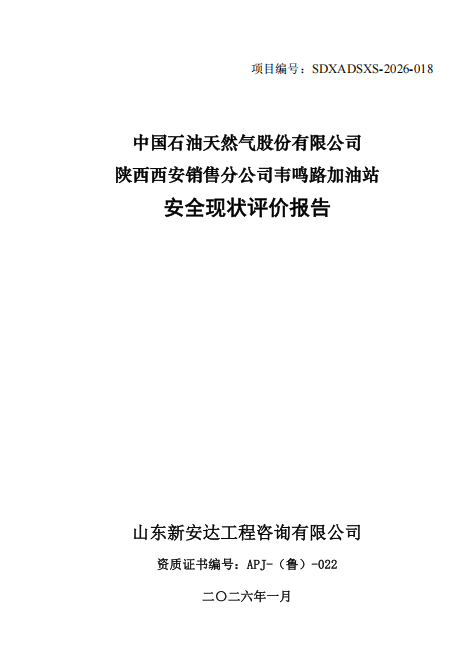 项目编号：SDXADSXS-2026-018
中国石油天然气股份有限公司
陕西西安销售分公司韦鸣路加油站
安全现状评价报告
山东新安达工程咨询有限公司
资质证书编号：APJ-（鲁）-022
二〇二六年一月